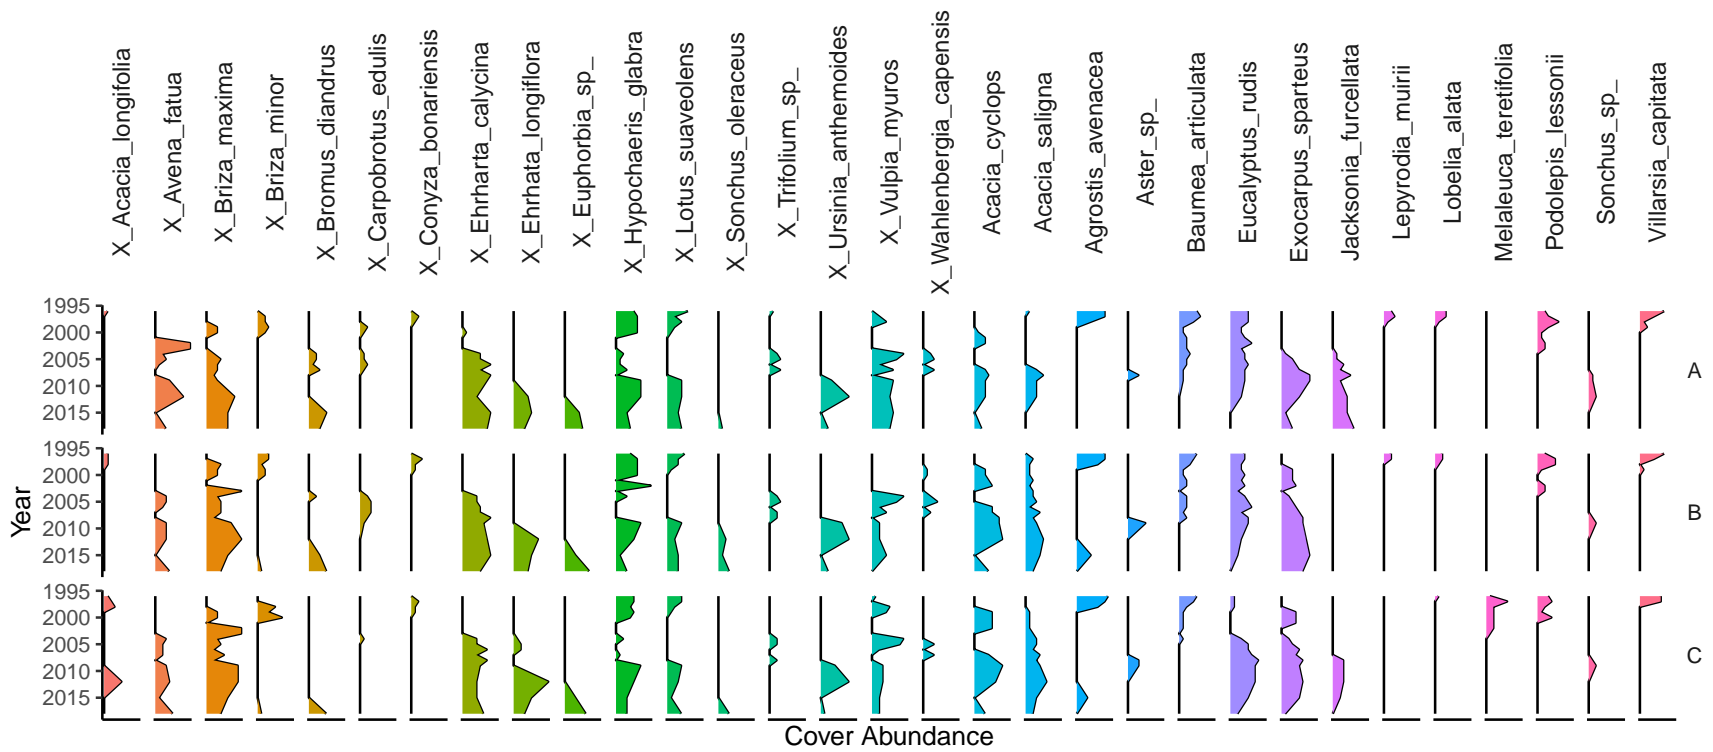 X_Acacia_longifolia
X_Avena_fatua
X_Briza_maxima
X_Briza_minor
X_Bromus_diandrus
X_Carpobrotus_edulis
X_Conyza_bonariensis
X_Ehrharta_calycina
X_Ehrhata_longiflora
X_Euphorbia_sp_
X_Hypochaeris_glabra
X_Lotus_suaveolens
X_Sonchus_oleraceus
X_Trifolium_sp_
X_Ursinia_anthemoides
X_Vulpia_myuros
X_Wahlenbergia_capensis
Acacia_cyclops
Acacia_saligna
Agrostis_avenacea
Aster_sp_
Baumea_articulata
Eucalyptus_rudis
Exocarpus_sparteus
Jacksonia_furcellata
Lepyrodia_muirii
Lobelia_alata
Melaleuca_teretifolia
Podolepis_lessonii
Sonchus_sp_
Villarsia_capitata
Year
1995
2000
2005
2010
2015
A
1995
2000
2005
2010
2015
B
1995
2000
2005
2010
2015
C
Cover Abundance